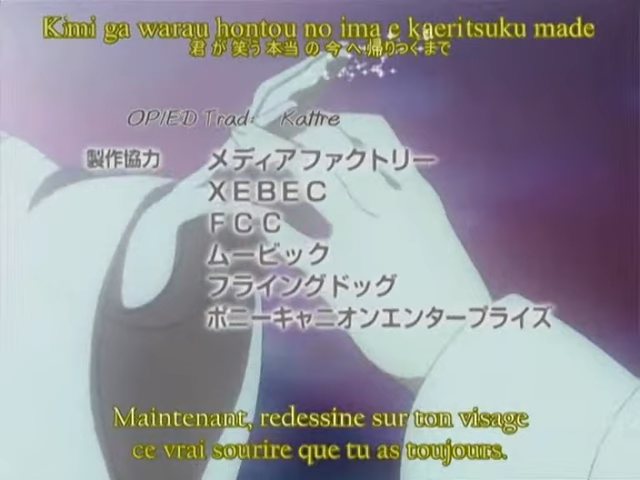 Kimi ga warau hontou no ima e kaeritsuku made
君が笑う本当の今へ帰りつくまで
OP/ED Trad: Kattre
製作協力 メディアファクトリー
XEBEC
FCC
ムービック
フライングドッグ
ポニーキャニオンエンタープライズ
Maintenant, redessine sur ton visage
ce vrai sourire que tu as toujours.